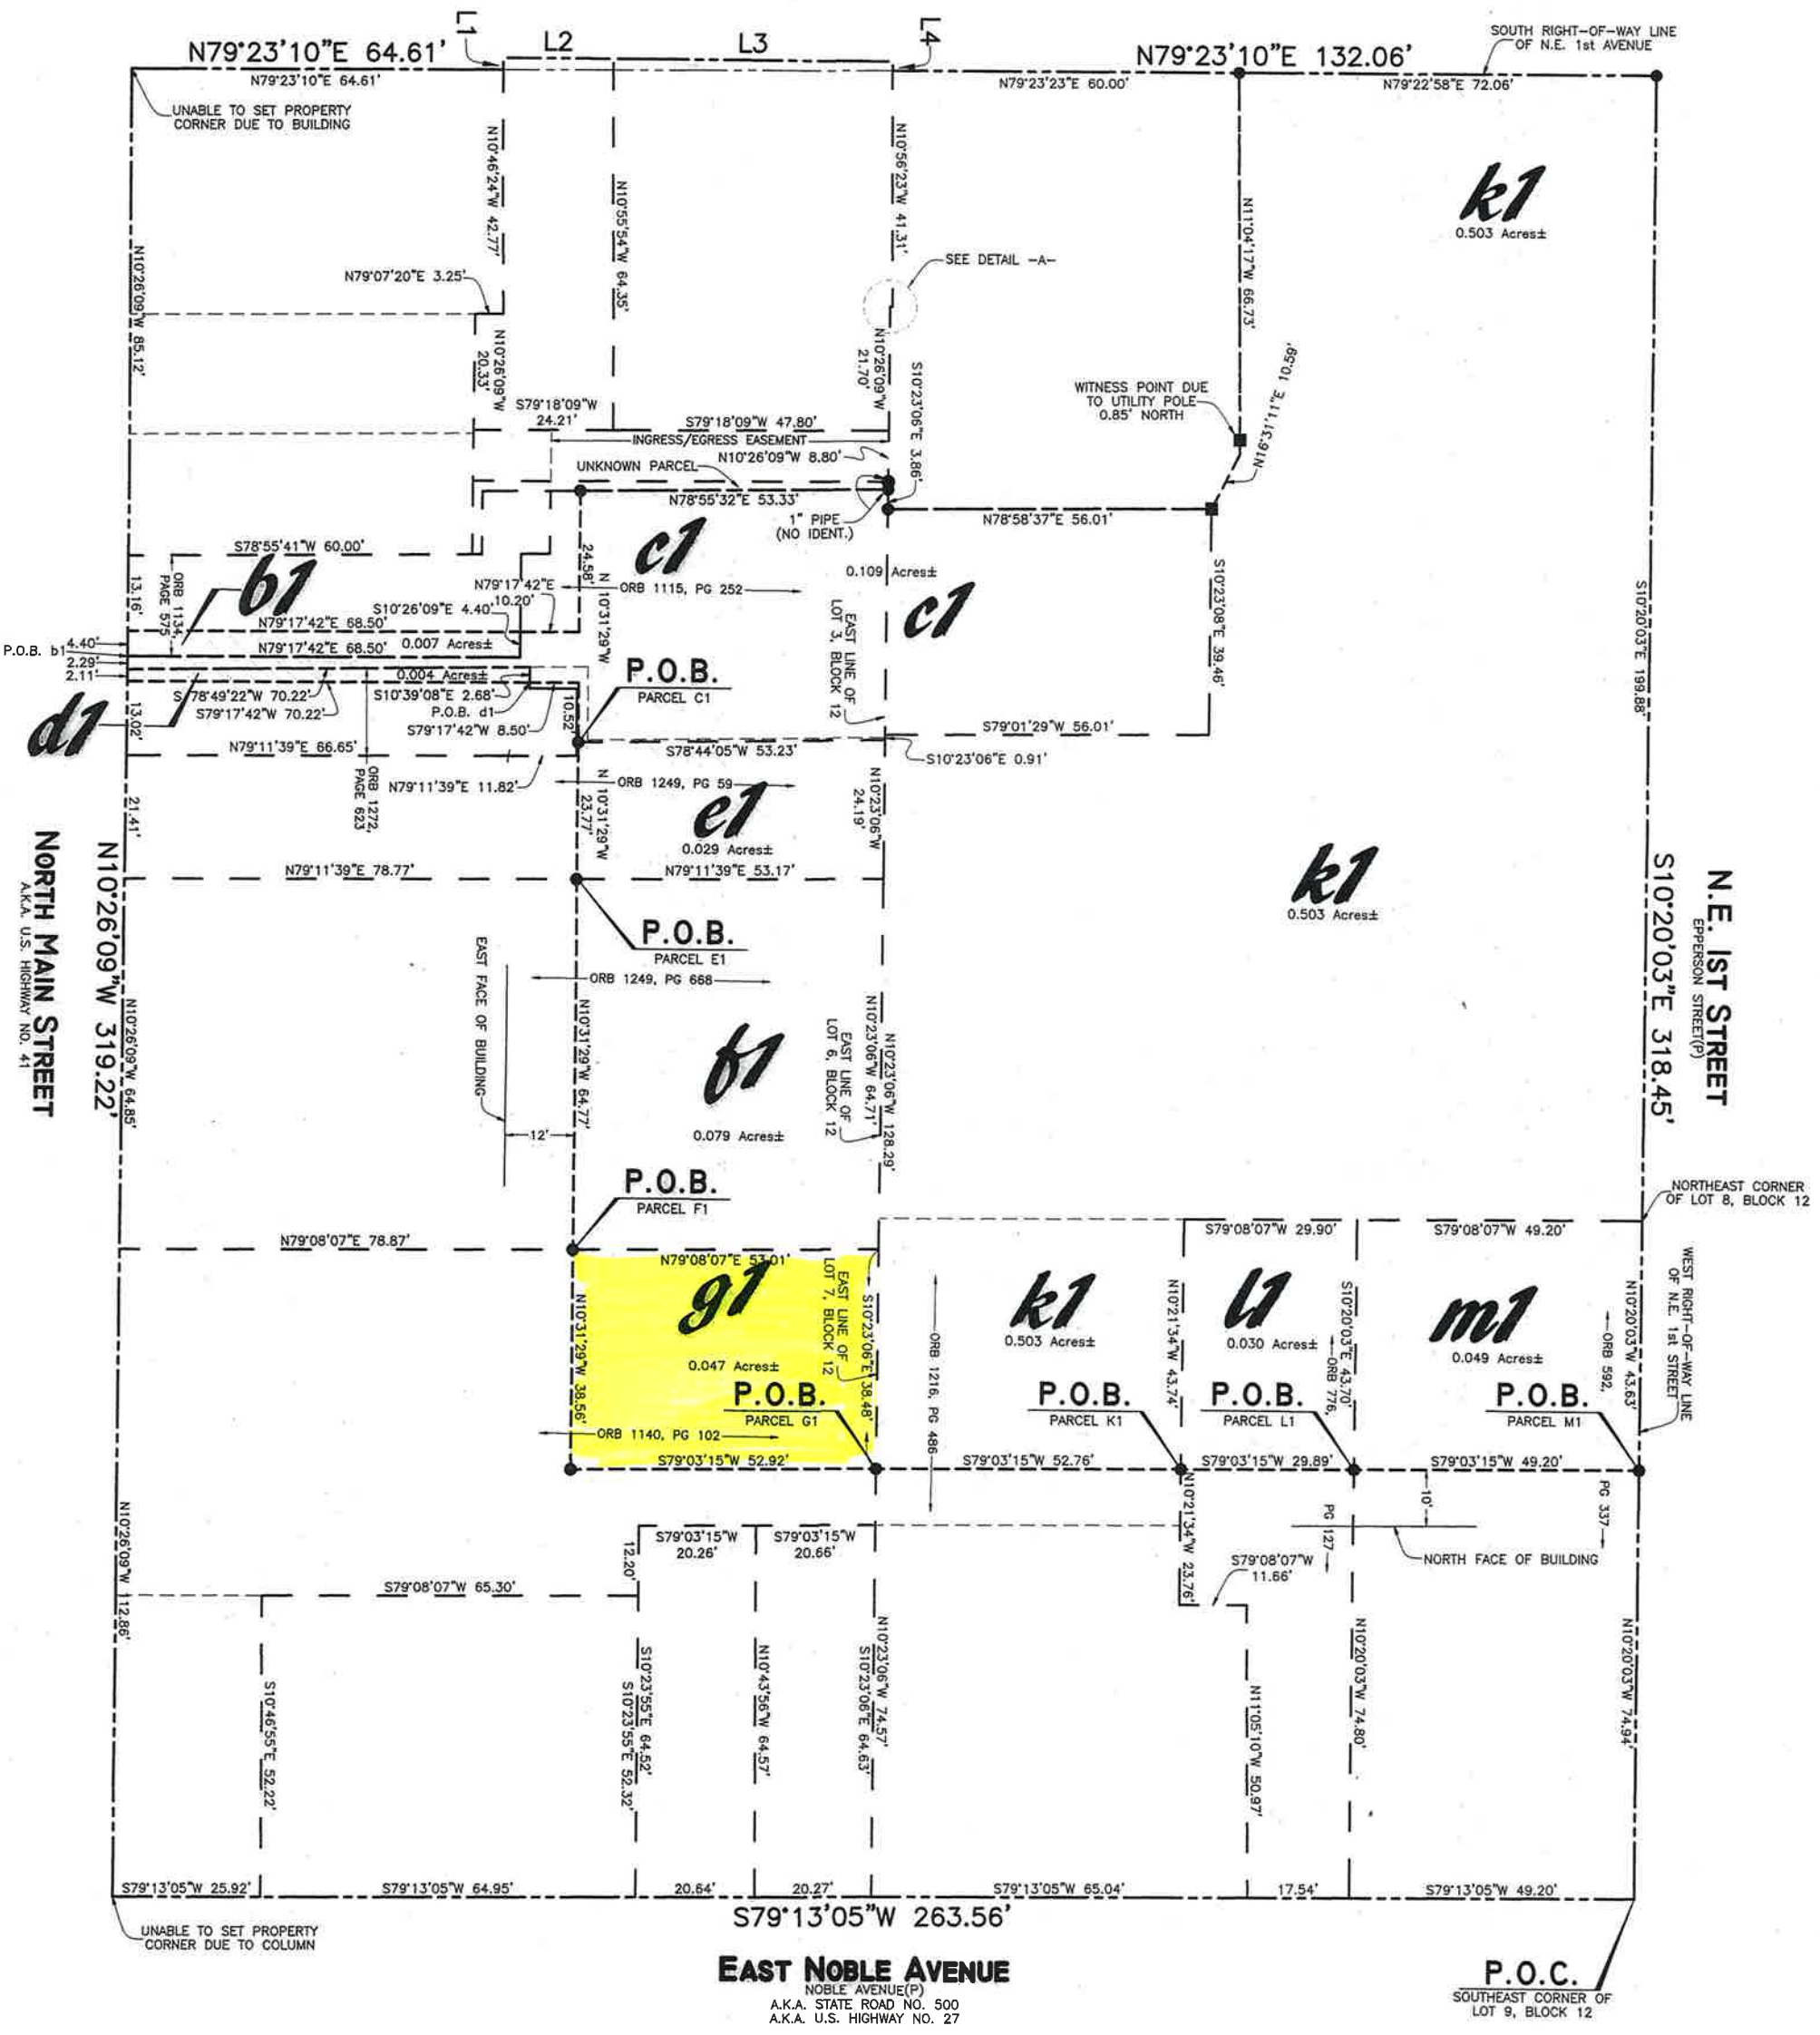 SOUTH RIGHT-OF-WAY LINE
OF N.E. 1st AVENUE
N79°23'10"E 64.61'
L1
L2
L3
L4
N79°23'10"E 132.06'
N79°23'10"E 64.61'
N79°23'23"E 60.00'
N79°22'58"E 72.06'
UNABLE TO SET PROPERTY
CORNER DUE TO BUILDING
N10°46'24"W 42.77'
N10°55'54"W 64.35'
N10°56'23"W 41.31'
N11°04'17"W 66.73'
k1
0.503 Acres±
N10°26'09"W 85.12'
N79°07'20"E 3.25'
SEE DETAIL -A-
N10°26'09"W
20.33'
N10°26'09"W
21.70'
S10°23'06"E 3.86'
WITNESS POINT DUE
TO UTILITY POLE
0.85' NORTH
N16°31'11"E 10.59'
S79°18'09"W
24.21'
S79°18'09"W 47.80'
INGRESS/EGRESS EASEMENT
N10°26'09"W 8.80'
UNKNOWN PARCEL
N78°55'32"E 53.33'
1" PIPE
(NO IDENT.)
N78°58'37"E 56.01'
S78°55'41"W 60.00'
13.16'
ORB 1134,
PAGE 575
b1
24.58'
N 10°31'29"W
c1
ORB 1115, PG 252
0.109 Acres±
c1
S10°23'08"E 39.46'
S10°20'03"E 199.88'
N79°17'42"E
10.20'
S10°26'09"E 4.40'
N79°17'42"E 68.50'
EAST LINE OF
LOT 3, BLOCK 12
P.O.B. b1
4.40'
N79°17'42"E 68.50'
0.007 Acres±
2.29'
2.11'
0.004 Acres±
P.O.B.
PARCEL C1
S 78°49'22"W 70.22'
S10°39'08"E 2.68'
P.O.B. d1
S79°17'42"W 70.22'
S79°17'42"W 8.50'
10.52'
d1
13.02'
N79°11'39"E 66.65'
S78°44'05"W 53.23'
S79°01'29"W 56.01'
S10°23'06"E 0.91'
ORB 1272,
PAGE 623
N79°11'39"E 11.82'
ORB 1249, PG 59
N 10°31'29"W
23.77'
e1
0.029 Acres±
N10°23'06"W
24.19'
21.41'
N79°11'39"E 78.77'
N79°11'39"E 53.17'
NORTH MAIN STREET
A.K.A. U.S. HIGHWAY NO. 41
N10°26'09"W 319.22'
k1
0.503 Acres±
S10°20'03"E 318.45'
N.E. 1ST STREET
EPPERSON STREET(P)
P.O.B.
PARCEL E1
ORB 1249, PG 668
EAST FACE OF BUILDING
N10°26'09"W 64.85'
N10°31'29"W 64.77'
12'
f1
0.079 Acres±
EAST LINE OF
LOT 6, BLOCK 12
N10°23'06"W 64.71'
N10°23'06"W 128.29'
P.O.B.
PARCEL F1
NORTHEAST CORNER
OF LOT 8, BLOCK 12
S79°08'07"W 29.90'
S79°08'07"W 49.20'
N79°08'07"E 78.87'
N79°08'07"E 53.01'
g1
0.047 Acres±
N10°31'29"W 38.56'
EAST LINE OF
LOT 7, BLOCK 12
S10°23'06"E 38.48'
ORB 1216, PG 486
k1
0.503 Acres±
N10°21'34"W 43.74'
l1
0.030 Acres±
S10°20'03"E 43.70'
ORB 776,
m1
0.049 Acres±
ORB 592,
N10°20'03"W 43.63'
WEST RIGHT-OF-WAY LINE
OF N.E. 1st STREET
P.O.B.
PARCEL G1
P.O.B.
PARCEL K1
P.O.B.
PARCEL L1
P.O.B.
PARCEL M1
ORB 1140, PG 102
S79°03'15"W 52.92'
S79°03'15"W 52.76'
S79°03'15"W 29.89'
S79°03'15"W 49.20'
10'
PG 127
PG 337
NORTH FACE OF BUILDING
N10°21'34"W 23.76'
S79°08'07"W
11.66'
N10°26'09"W 112.86'
S79°03'15"W
20.26'
S79°03'15"W
20.66'
12.20'
S79°08'07"W 65.30'
S10°46'55"E 52.22'
S10°23'55"E 64.52'
S10°23'55"E 52.32'
N10°43'56"W 64.57'
N10°23'06"W 74.57'
S10°23'06"E 64.63'
N11°05'10"W 50.97'
N10°20'03"W 74.80'
N10°20'03"W 74.94'
S79°13'05"W 25.92'
S79°13'05"W 64.95'
20.64'
20.27'
S79°13'05"W 65.04'
17.54'
S79°13'05"W 49.20'
S79°13'05"W 263.56'
UNABLE TO SET PROPERTY
CORNER DUE TO COLUMN
EAST NOBLE AVENUE
NOBLE AVENUE(P)
A.K.A. STATE ROAD NO. 500
A.K.A. U.S. HIGHWAY NO. 27
P.O.C.
SOUTHEAST CORNER OF
LOT 9, BLOCK 12